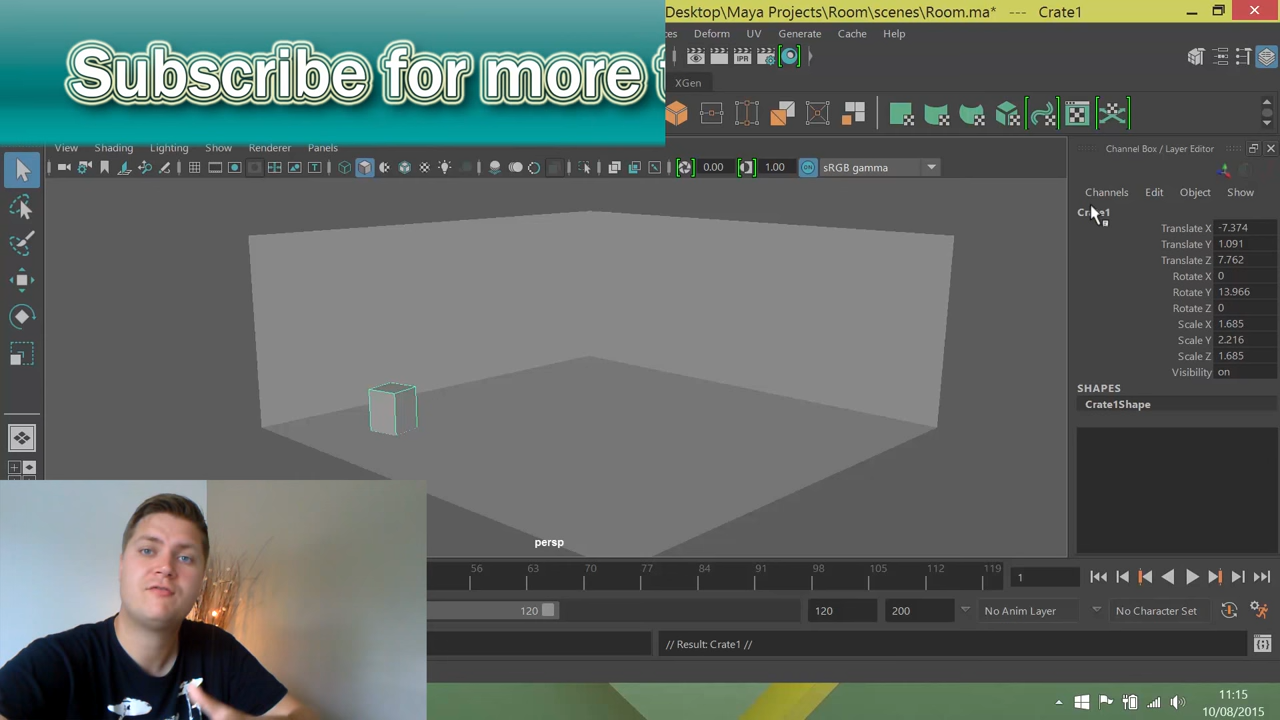 Subscribe for more t
Desktop\Maya Projects\Room\scenes\Room.ma* --- Crate1
es Deform UV Generate Cache Help
IPR
XGen
View Shading Lighting Show Renderer Panels
0.00 1.00 ON sRGB gamma
Channel Box / Layer Editor
Channels Edit Object Show
Crate1
Translate X -7.374
Translate Y 1.091
Translate Z 7.762
Rotate X 0
Rotate Y 13.966
Rotate Z 0
Scale X 1.685
Scale Y 2.216
Scale Z 1.685
Visibility on
SHAPES
Crate1Shape
persp
56 63 70 77 84 91 98 105 112 119 1
120 120 200 No Anim Layer No Character Set
// Result: Crate1 //
11:15
10/08/2015